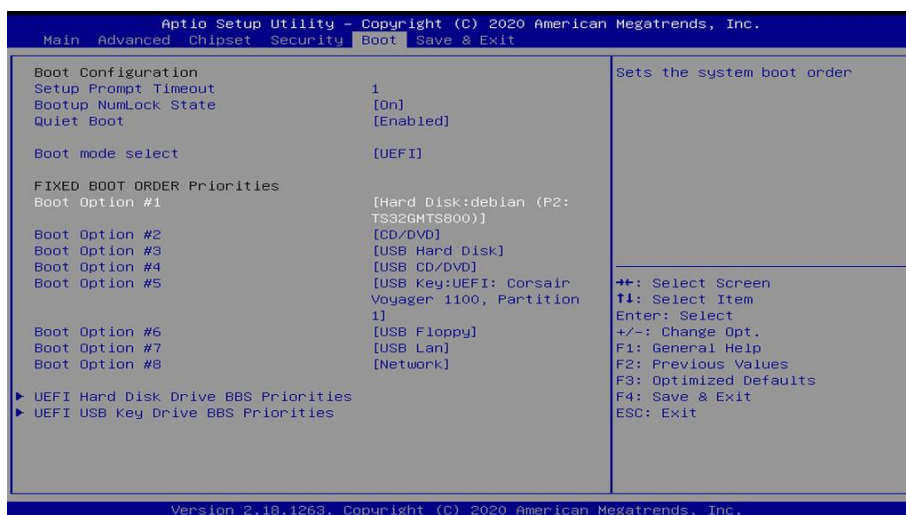 Aptio Setup Utility – Copyright (C) 2020 American Megatrends, Inc.
Main Advanced Chipset Security Boot Save & Exit
Boot Configuration
Setup Prompt Timeout 1
Bootup NumLock State [On]
Quiet Boot [Enabled]
Boot mode select [UEFI]
FIXED BOOT ORDER Priorities
Boot Option #1 [Hard Disk:debian (P2:
TS32GMTS800)]
Boot Option #2 [CD/DVD]
Boot Option #3 [USB Hard Disk]
Boot Option #4 [USB CD/DVD]
Boot Option #5 [USB Key:UEFI: Corsair
Voyager 1100, Partition
1]
Boot Option #6 [USB Floppy]
Boot Option #7 [USB Lan]
Boot Option #8 [Network]
► UEFI Hard Disk Drive BBS Priorities
► UEFI USB Key Drive BBS Priorities
Sets the system boot order
→←: Select Screen
↑↓: Select Item
Enter: Select
+/-: Change Opt.
F1: General Help
F2: Previous Values
F3: Optimized Defaults
F4: Save & Exit
ESC: Exit
Version 2.18.1263. Copyright (C) 2020 American Megatrends, Inc.